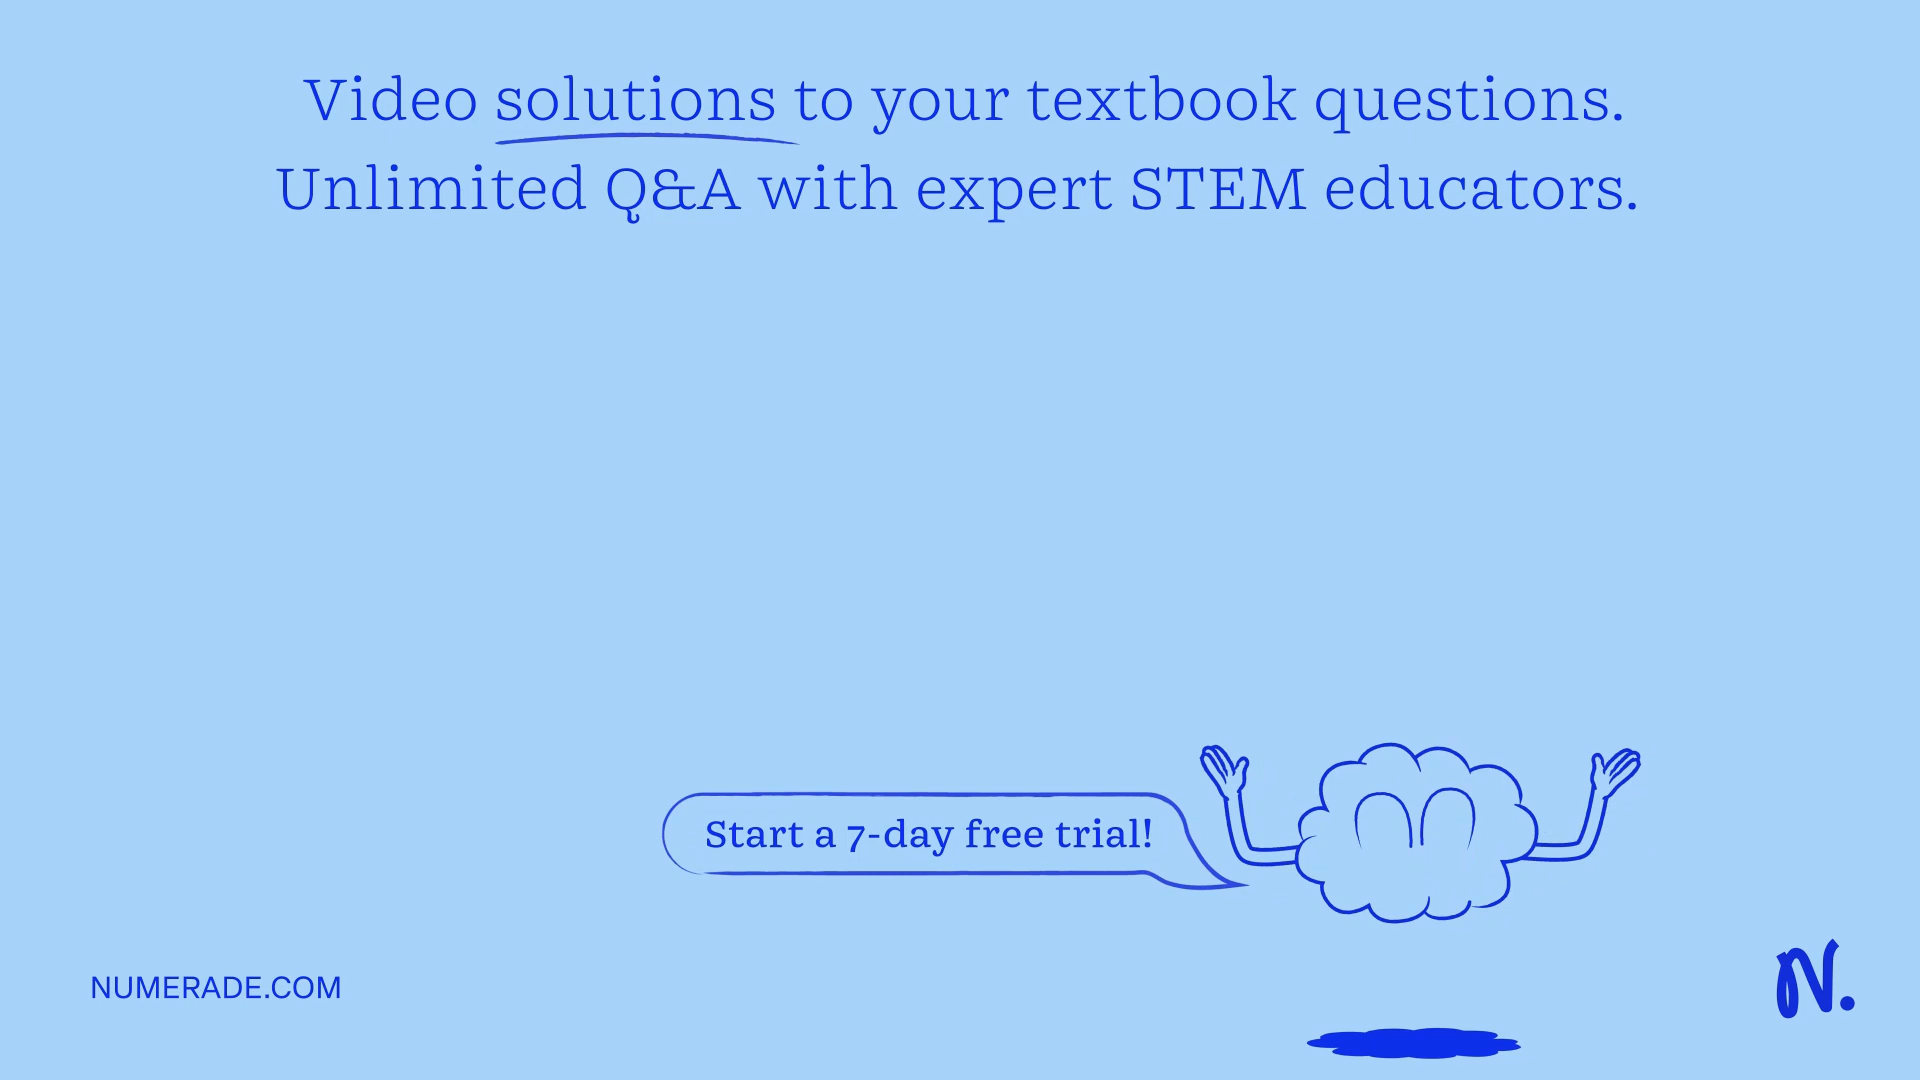 Video solutions to your textbook questions.
Unlimited Q&A with expert STEM educators.
Start a 7-day free trial!
NUMERADE.COM
N.